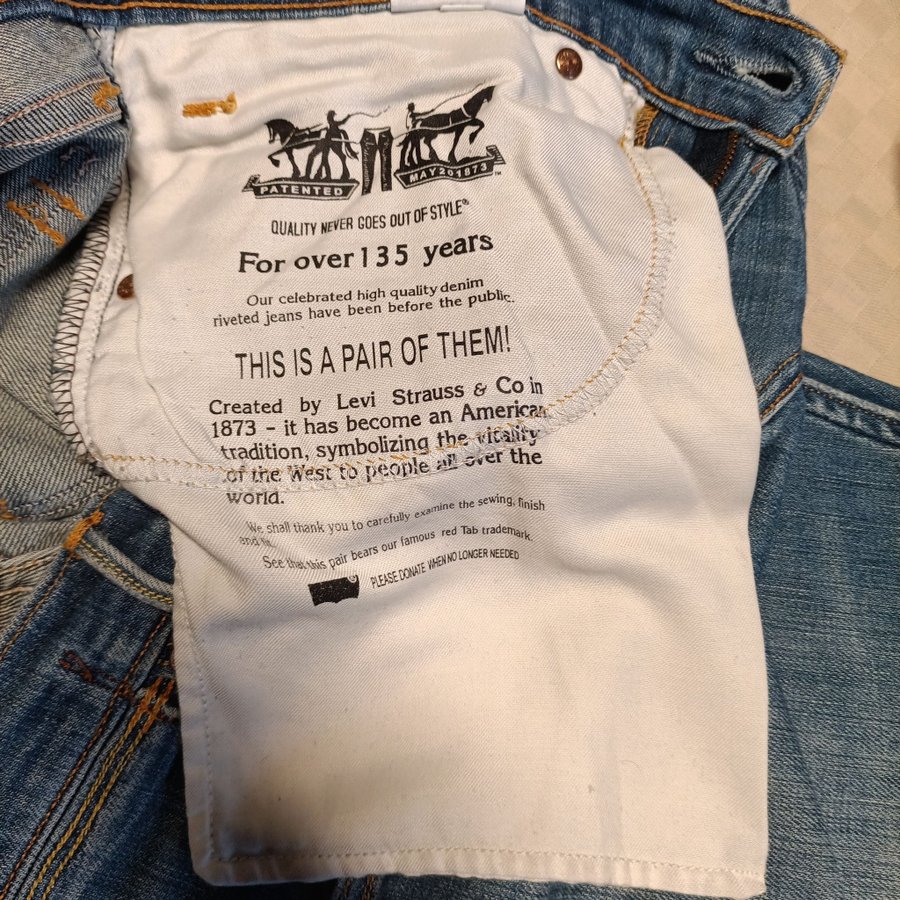 PATENTED MAY 20 1873 ™
QUALITY NEVER GOES OUT OF STYLE®
For over 135 years
Our celebrated high quality denim
riveted jeans have been before the public.
THIS IS A PAIR OF THEM!
Created by Levi Strauss & Co in
1873 - it has become an American
tradition, symbolizing the vitality
of the West to people all over the
world.
We shall thank you to carefully examine the sewing, finish
and fit.
See that this pair bears our famous red Tab trademark.
® PLEASE DONATE WHEN NO LONGER NEEDED